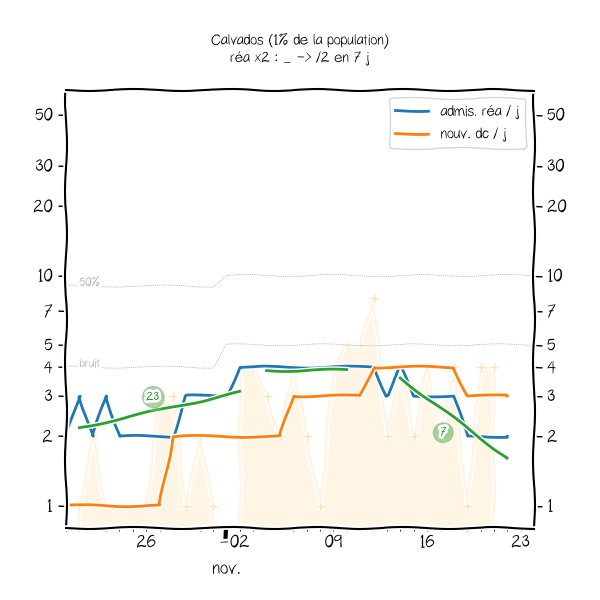 Calvados (1% de la population)
réa x2 : _ -> /2 en 7 j
admis. réa / j
nouv. dc / j
50 50
30 30
20 20
10 10
50%
7 7
5 5
bruit
4 4
3 23 3
2 7 2
1 1
26 02 09 16 23
nov.